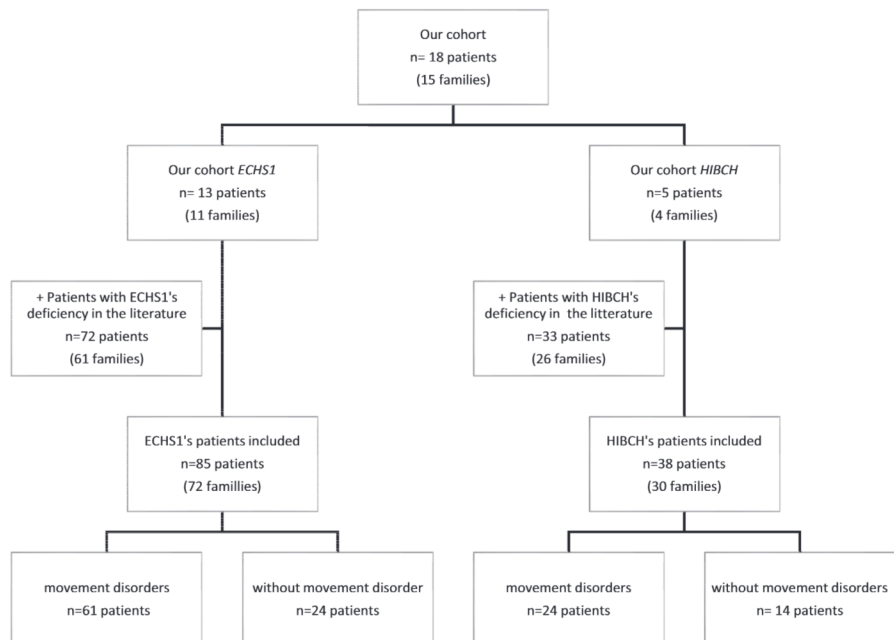 Our cohort
n= 18 patients
(15 families)
Our cohort ECHS1
n= 13 patients
(11 families)
Our cohort HIBCH
n=5 patients
(4 families)
+ Patients with ECHS1's
deficiency in the literature
n=72 patients
(61 families)
+ Patients with HIBCH's
deficiency in  the litterature
n=33 patients
(26 families)
ECHS1's patients included
n=85 patients
(72 famillies)
HIBCH's patients included
n=38 patients
(30 families)
movement disorders
n=61 patients
without movement disorder
n=24 patients
movement disorders
n=24 patients
without movement disorders
n= 14 patients